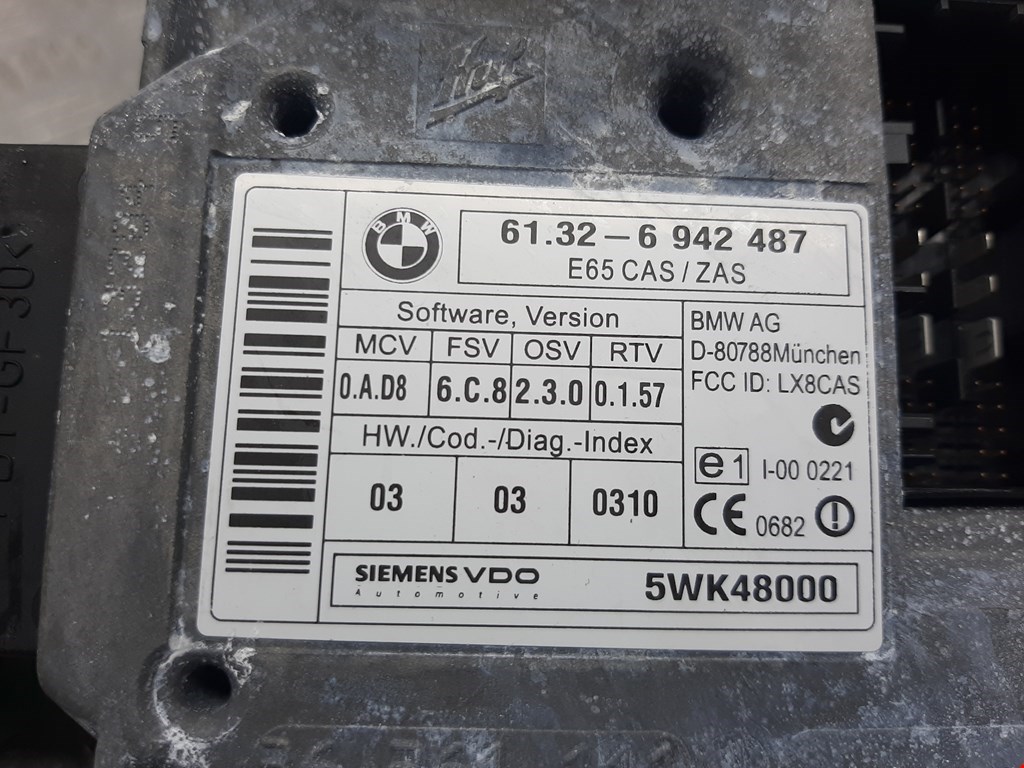 BMW
61.32-6 942 487
E65 CAS / ZAS
Software, Version
MCV FSV OSV RTV
0.A.D8 6.C.8 2.3.0 0.1.57
HW./Cod.-/Diag.-Index
03 03 0310
BMW AG
D-80788München
FCC ID: LX8CAS
e1 I-00 0221
CE 0682
SIEMENS VDO
Automotive
5WK48000